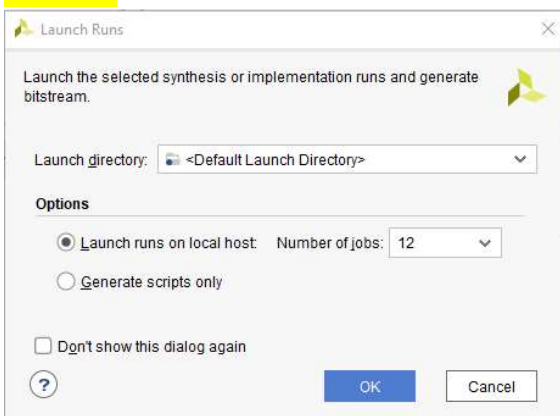 Launch Runs
Launch the selected synthesis or implementation runs and generate
bitstream.
Launch directory: <Default Launch Directory>
Options
Launch runs on local host: Number of jobs: 12
Generate scripts only
Don't show this dialog again
? OK Cancel